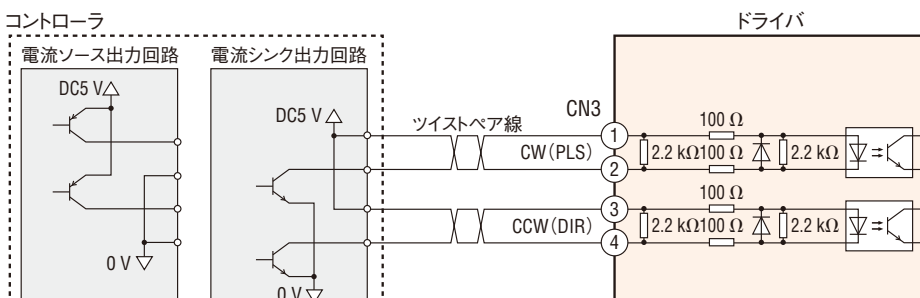 コントローラ
ドライバ
電流ソース出力回路
電流シンク出力回路
DC5 V
DC5 V
0 V
0 V
ツイストペア線
CN3
CW(PLS)
CCW(DIR)
1
2
3
4
100 Ω
2.2 kΩ
100 Ω
2.2 kΩ
100 Ω
2.2 kΩ
100 Ω
2.2 kΩ